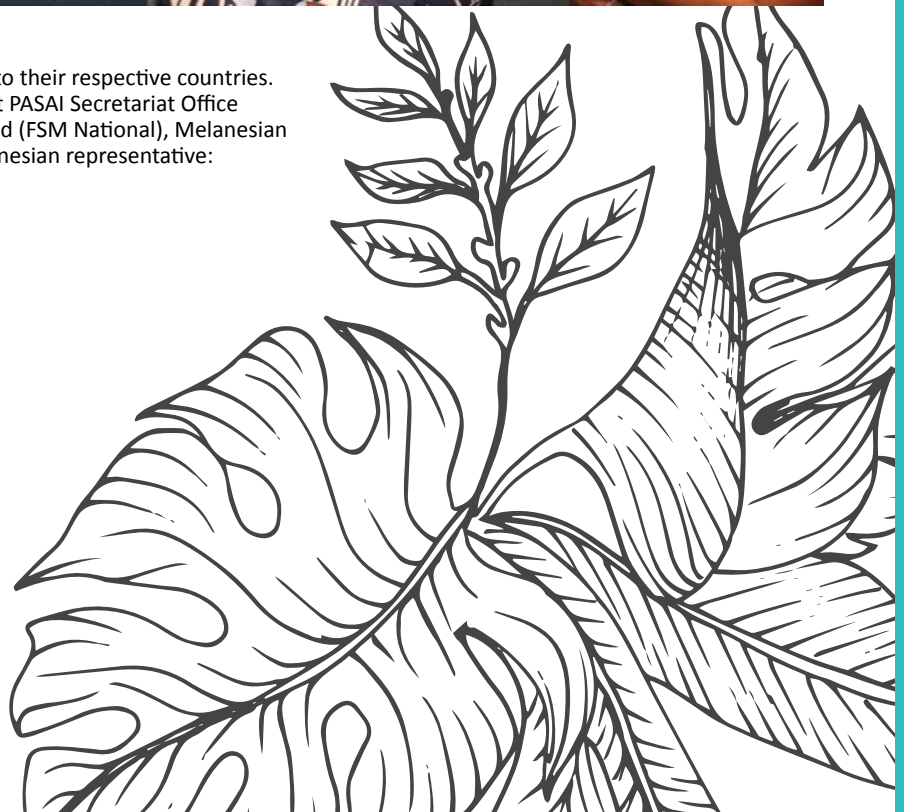 to their respective countries.
t PASAI Secretariat Office
d (FSM National), Melanesian
nesian representative: